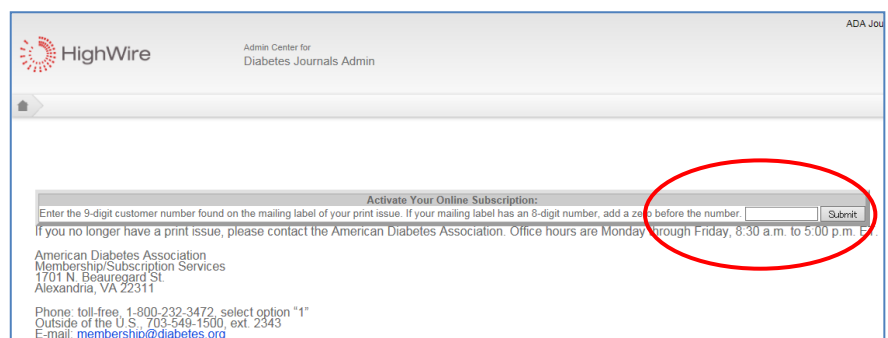 ADA Jou
HighWire
Admin Center for
Diabetes Journals Admin
Activate Your Online Subscription:
Enter the 9-digit customer number found on the mailing label of your print issue. If your mailing label has an 8-digit number, add a zero before the number. Submit
If you no longer have a print issue, please contact the American Diabetes Association. Office hours are Monday through Friday, 8:30 a.m. to 5:00 p.m. ET.
American Diabetes Association
Membership/Subscription Services
1701 N. Beauregard St.
Alexandria, VA 22311
Phone: toll-free, 1-800-232-3472, select option “1”
Outside of the U.S., 703-549-1500, ext. 2343
E-mail: membership@diabetes.org